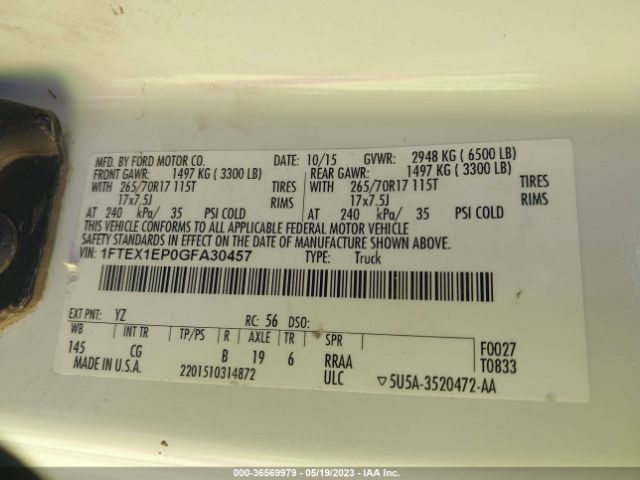 MFD. BY FORD MOTOR CO. DATE: 10/15 GVWR: 2948 KG ( 6500 LB)
FRONT GAWR: 1497 KG ( 3300 LB) REAR GAWR: 1497 KG ( 3300 LB)
WITH 265/70R17 115T TIRES WITH 265/70R17 115T TIRES
17x7.5J RIMS 17x7.5J RIMS
AT 240 kPa/ 35 PSI COLD AT 240 kPa/ 35 PSI COLD
THIS VEHICLE CONFORMS TO ALL APPLICABLE FEDERAL MOTOR VEHICLE
SAFETY STANDARDS IN EFFECT ON THE DATE OF MANUFACTURE SHOWN ABOVE.
VIN: 1FTEX1EP0GFA30457 TYPE: Truck
EXT PNT: YZ RC: 56 DSO:
WB INT TR TP/PS R AXLE TR SPR F0027
145 CG B 19 6 RRAA T0833
MADE IN U.S.A. 2201510314872 ULC ▽5U5A-3520472-AA
Stock: (36569979) - 05/19/2023 - IAA Inc.